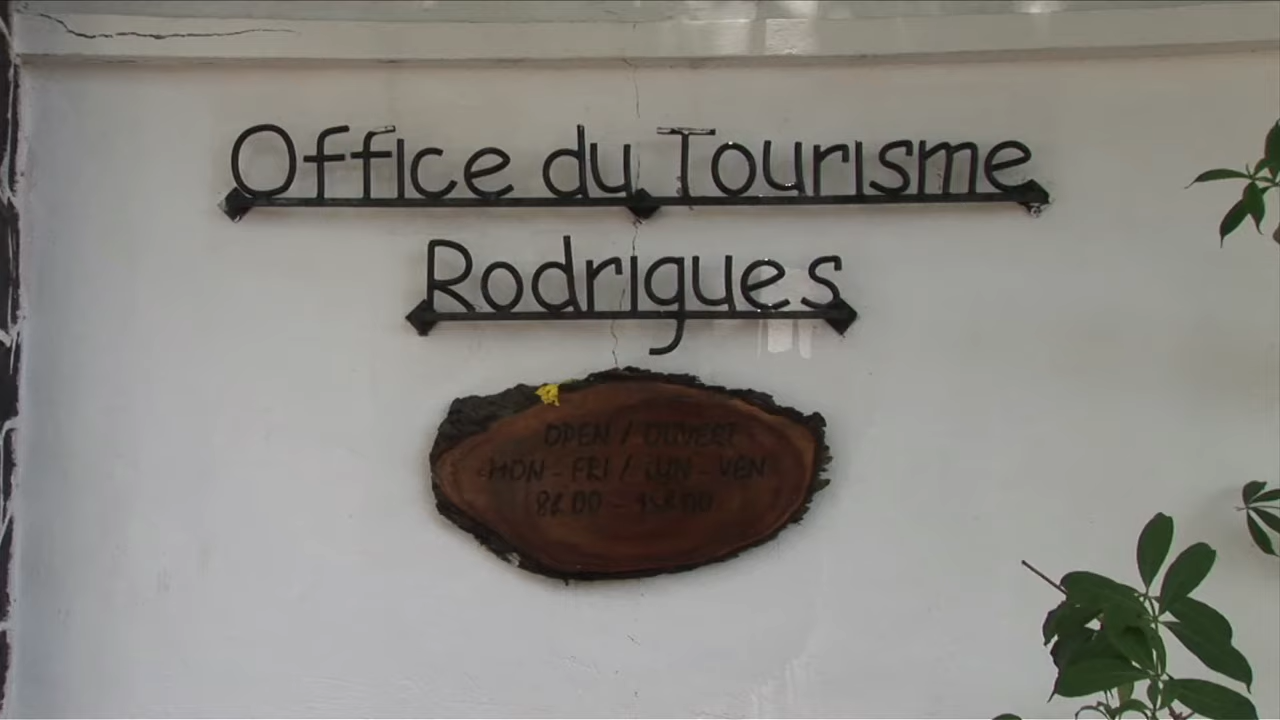 Office du Tourisme
Rodrigues
OPEN / OUVERT
MON - FRI / LUN - VEN